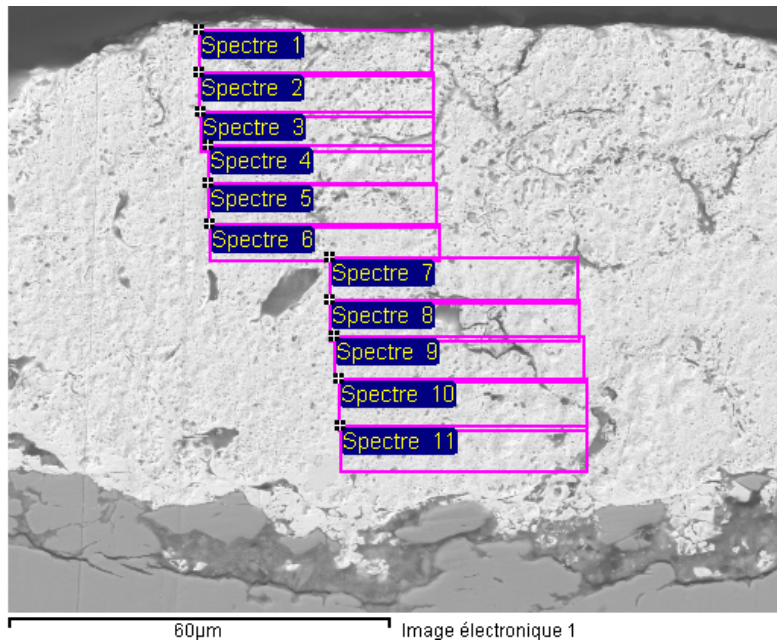 Spectre 1
Spectre 2
Spectre 3
Spectre 4
Spectre 5
Spectre 6
Spectre 7
Spectre 8
Spectre 9
Spectre 10
Spectre 11
60µm
Image électronique 1